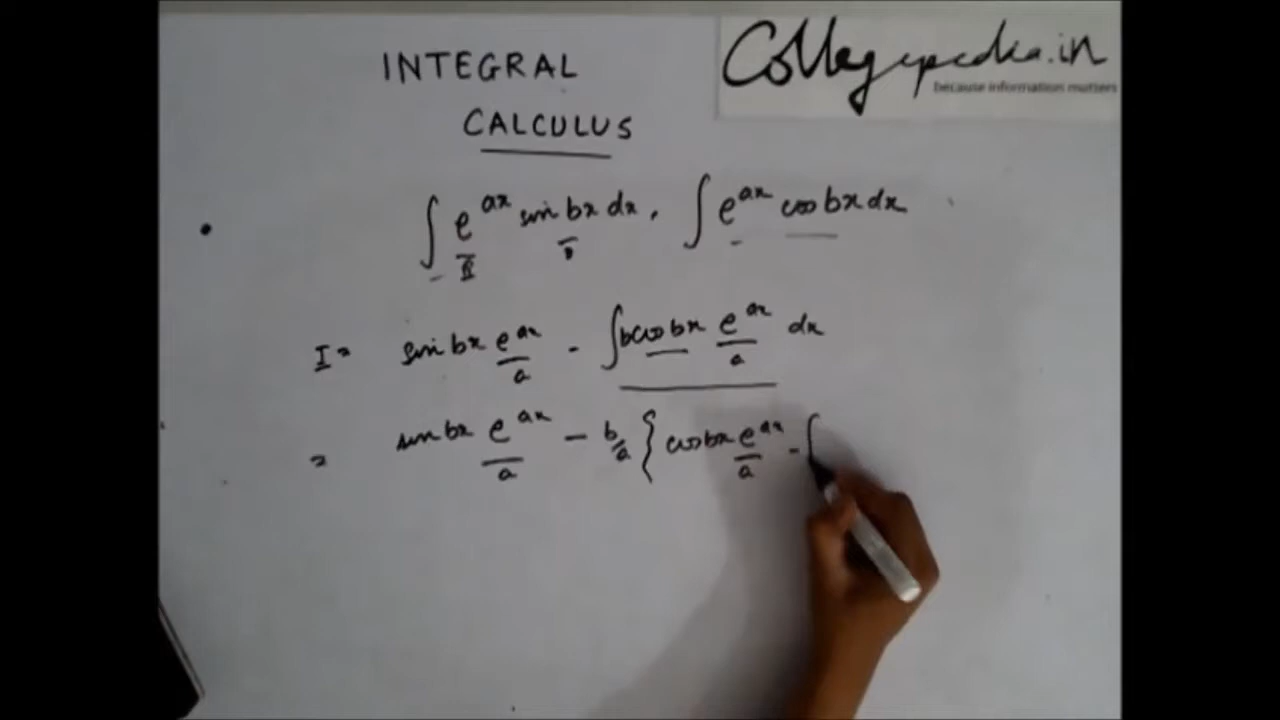 Collegepedia.in
because information matters
INTEGRAL
CALCULUS
∫ e^{ax} sin bx dx, ∫ e^{ax} cos bx dx
II I
I = sin bx e^{ax}/a - ∫ b cos bx e^{ax}/a dx
= sin bx e^{ax}/a - b/a { cos bx e^{ax}/a - ∫